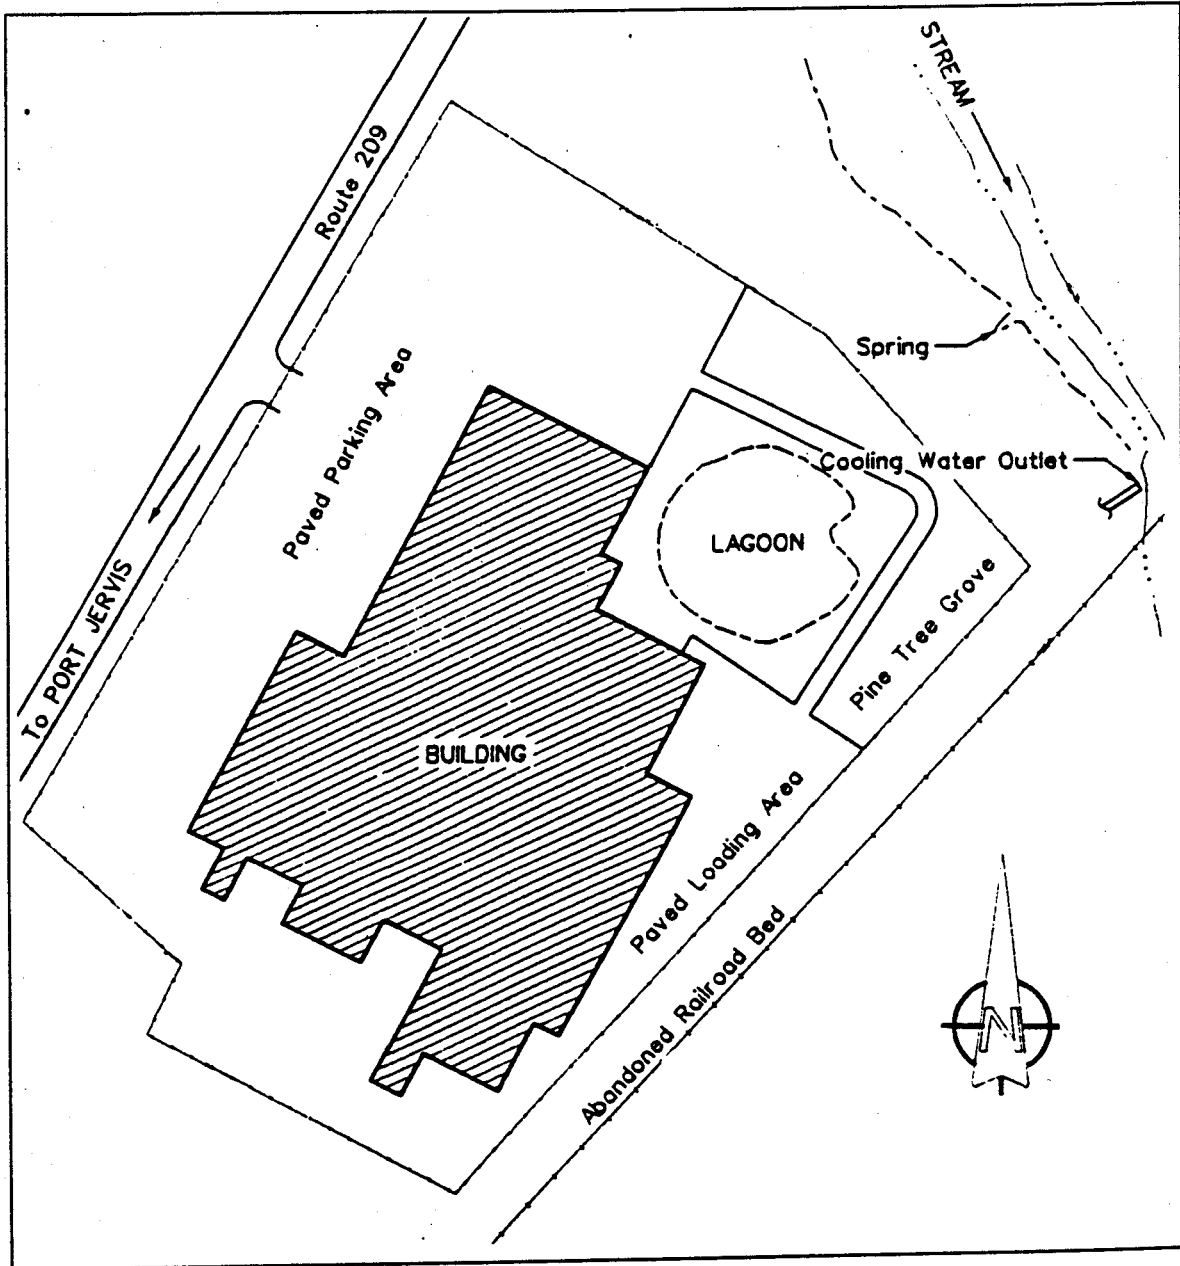 STREAM
Route 209
Spring
Paved Parking Area
Cooling Water Outlet
LAGOON
To PORT JERVIS
Pine Tree Grove
BUILDING
Paved Loading Area
Abandoned Railroad Bed
N